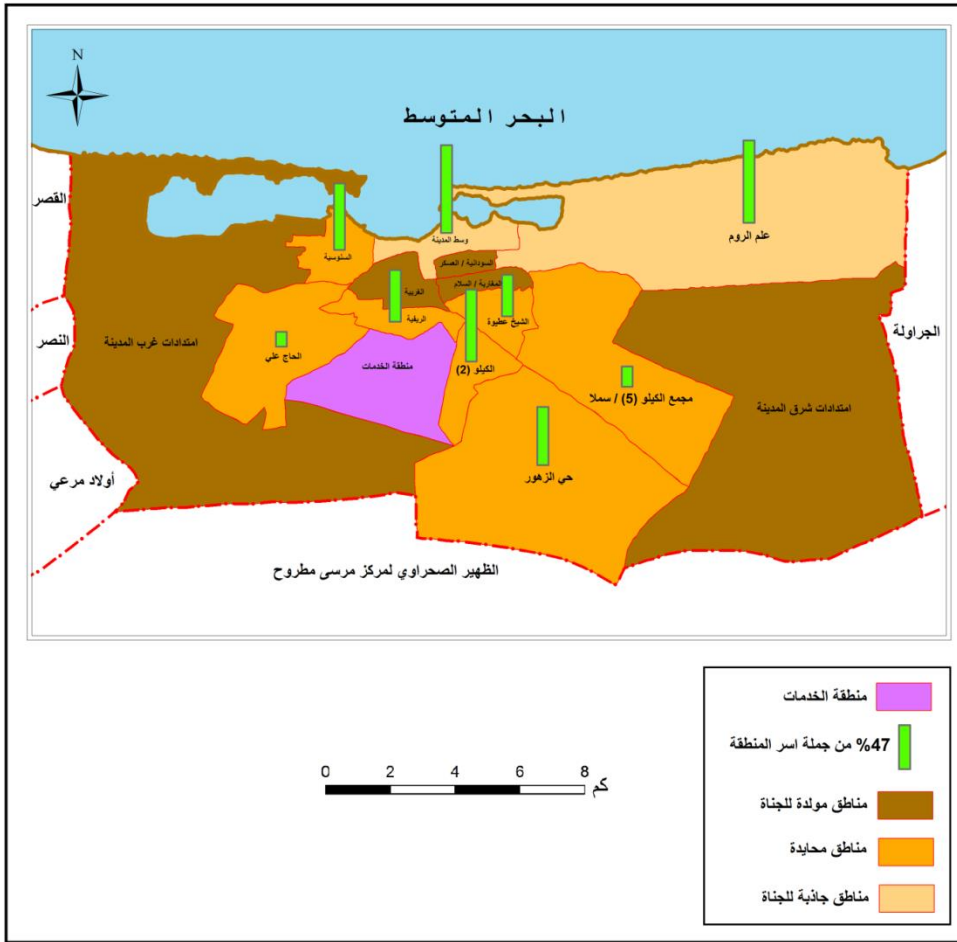 N
البحر المتوسط
القصر
علم الروم
وسط المدينة
السنوسية
السودانية / العسكر
المغاربة / السلام
الغربية
الشيخ عطيوة
الريفية
النصر
امتدادات غرب المدينة
الحاج علي
منطقة الخدمات
الكيلو (2)
مجمع الكيلو (5) / سملا
الجراولة
امتدادات شرق المدينة
حي الزهور
أولاد مرعي
الظهير الصحراوي لمركز مرسى مطروح
منطقة الخدمات
47% من جملة اسر المنطقة
مناطق مولدة للجناة
مناطق محايدة
مناطق جاذبة للجناة
0 2 4 6 8 كم